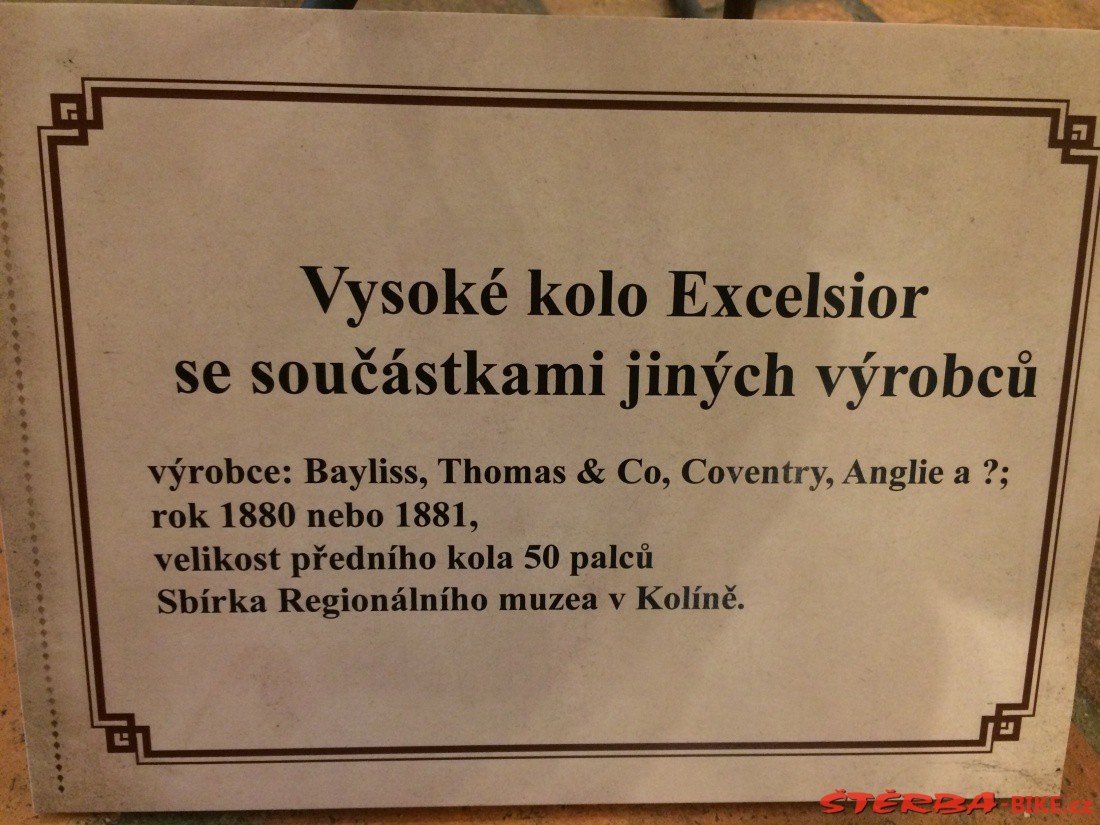 Vysoké kolo Excelsior
se součástkami jiných výrobců
výrobce: Bayliss, Thomas & Co, Coventry, Anglie a ?;
rok 1880 nebo 1881,
velikost předního kola 50 palců
Sbírka Regionálního muzea v Kolíně.
ŠTĚRBA-BIKE.cz